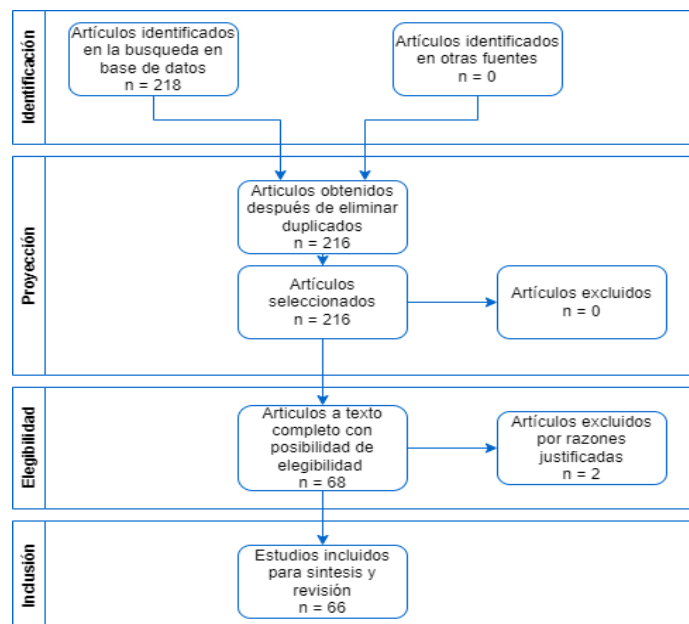 Identificación
Artículos identificados
en la busqueda en
base de datos
n = 218
Artículos identificados
en otras fuentes
n = 0
Proyección
Articulos obtenidos
después de eliminar
duplicados
n = 216
Artículos
seleccionados
n = 216
Artículos excluidos
n = 0
Elegibilidad
Articulos a texto
completo con
posibilidad de
elegebilidad
n = 68
Artículos excluidos
por razones
justificadas
n = 2
Inclusión
Estudios incluidos
para sintesis y
revisión
n = 66